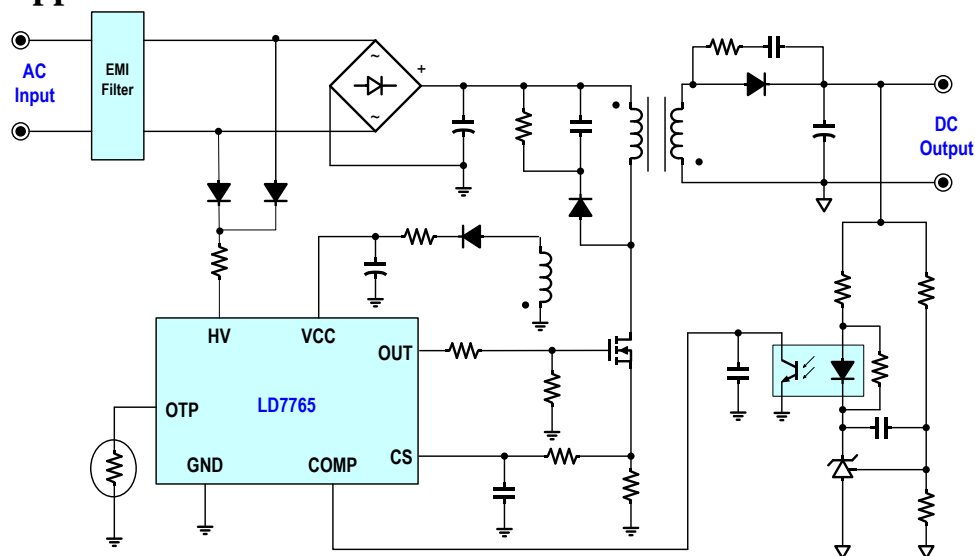 AC
Input
EMI
Filter
~
+
~
DC
Output
HV
VCC
OUT
OTP
LD7765
GND
COMP
CS